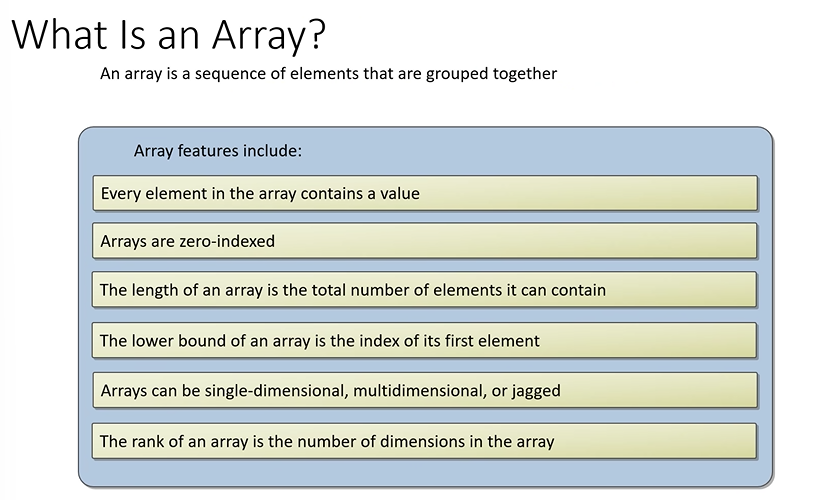 What Is an Array?
An array is a sequence of elements that are grouped together
Array features include:
Every element in the array contains a value
Arrays are zero-indexed
The length of an array is the total number of elements it can contain
The lower bound of an array is the index of its first element
Arrays can be single-dimensional, multidimensional, or jagged
The rank of an array is the number of dimensions in the array